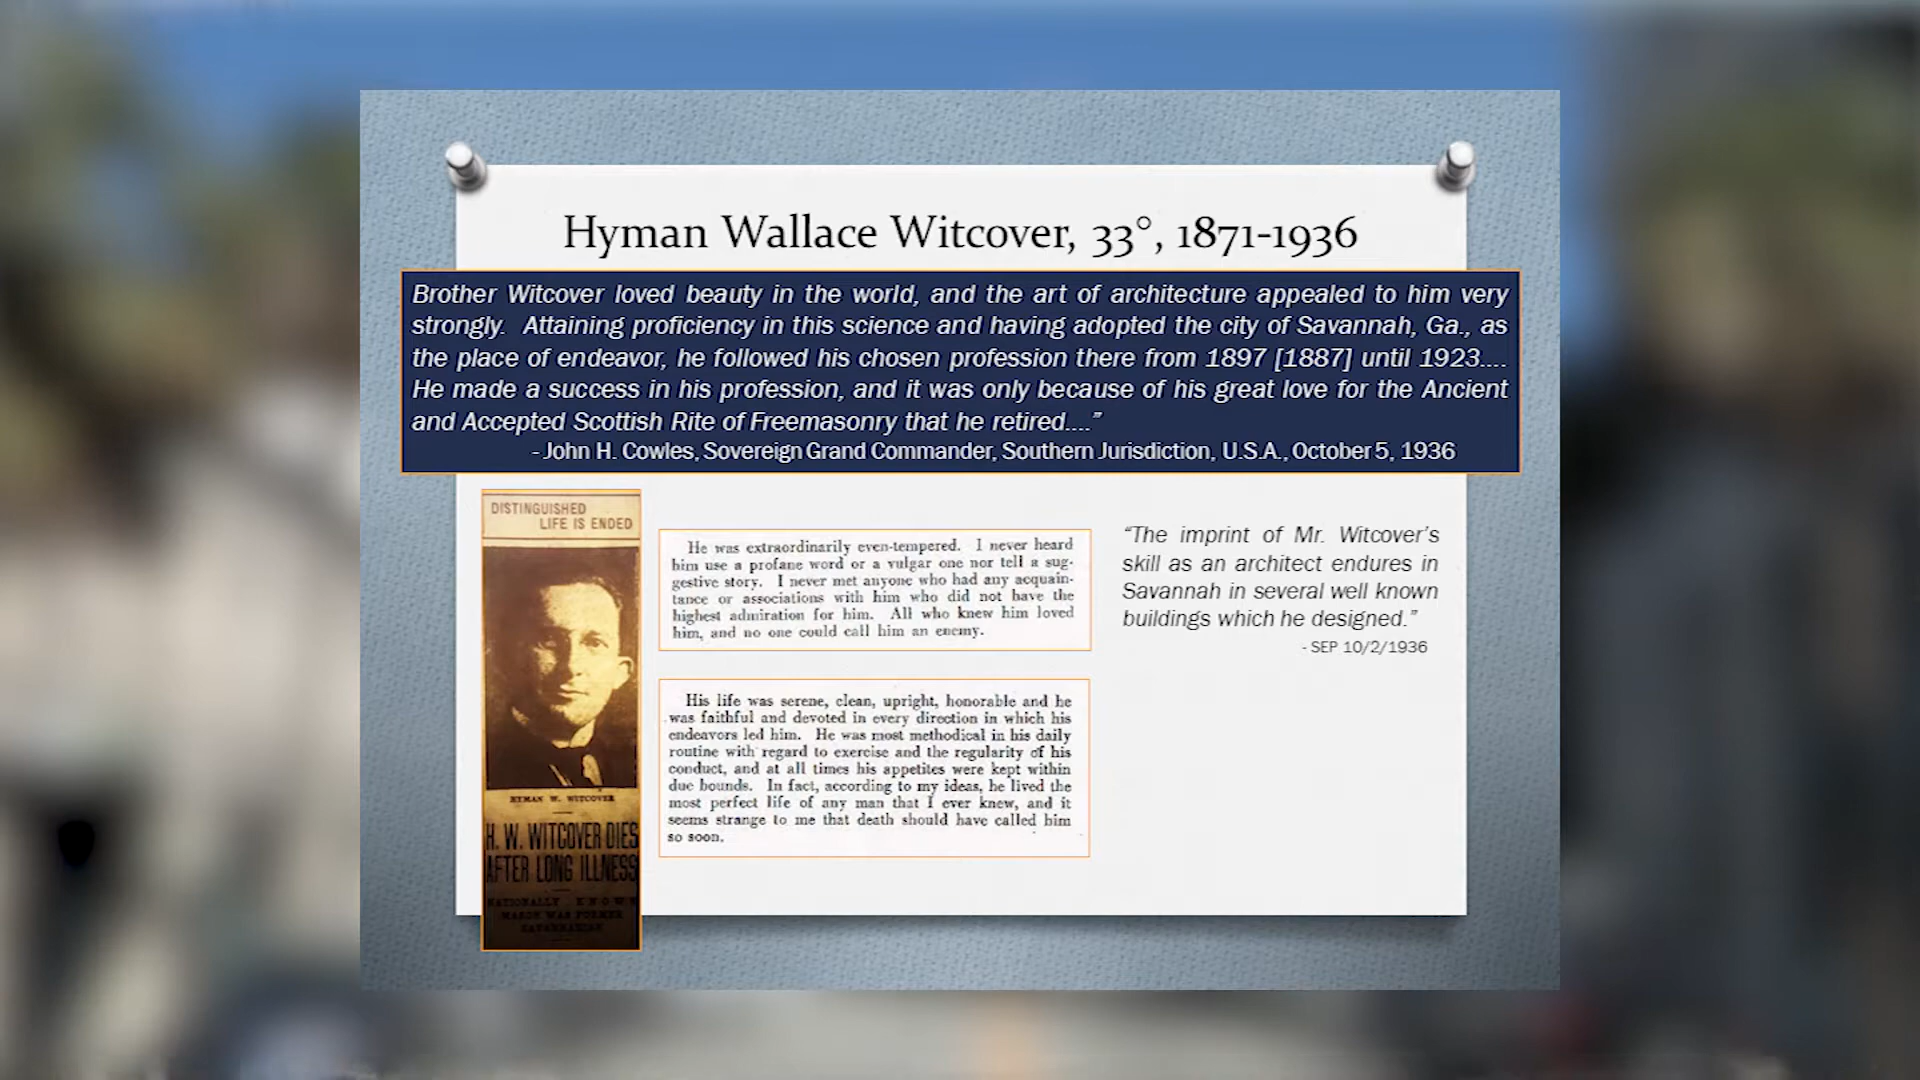 Hyman Wallace Witcover, 33°, 1871-1936
Brother Witcover loved beauty in the world, and the art of architecture appealed to him very
strongly. Attaining proficiency in this science and having adopted the city of Savannah, Ga., as
the place of endeavor, he followed his chosen profession there from 1897 [1887] until 1923....
He made a success in his profession, and it was only because of his great love for the Ancient
and Accepted Scottish Rite of Freemasonry that he retired....”
- John H. Cowles, Sovereign Grand Commander, Southern Jurisdiction, U.S.A., October 5, 1936
DISTINGUISHED
LIFE IS ENDED
HYMAN W. WITCOVER
H. W. WITCOVER DIES
AFTER LONG ILLNESS
NATIONALLY KNOWN
MASON WAS FORMER
SAVANNAHIAN
He was extraordinarily even-tempered. I never heard
him use a profane word or a vulgar one nor tell a sug-
gestive story. I never met anyone who had any acquain-
tance or associations with him who did not have the
highest admiration for him. All who knew him loved
him, and no one could call him an enemy.
His life was serene, clean, upright, honorable and he
was faithful and devoted in every direction in which his
endeavors led him. He was most methodical in his daily
routine with regard to exercise and the regularity of his
conduct, and at all times his appetites were kept within
due bounds. In fact, according to my ideas, he lived the
most perfect life of any man that I ever knew, and it
seems strange to me that death should have called him
so soon.
“The imprint of Mr. Witcover’s
skill as an architect endures in
Savannah in several well known
buildings which he designed.”
- SEP 10/2/1936